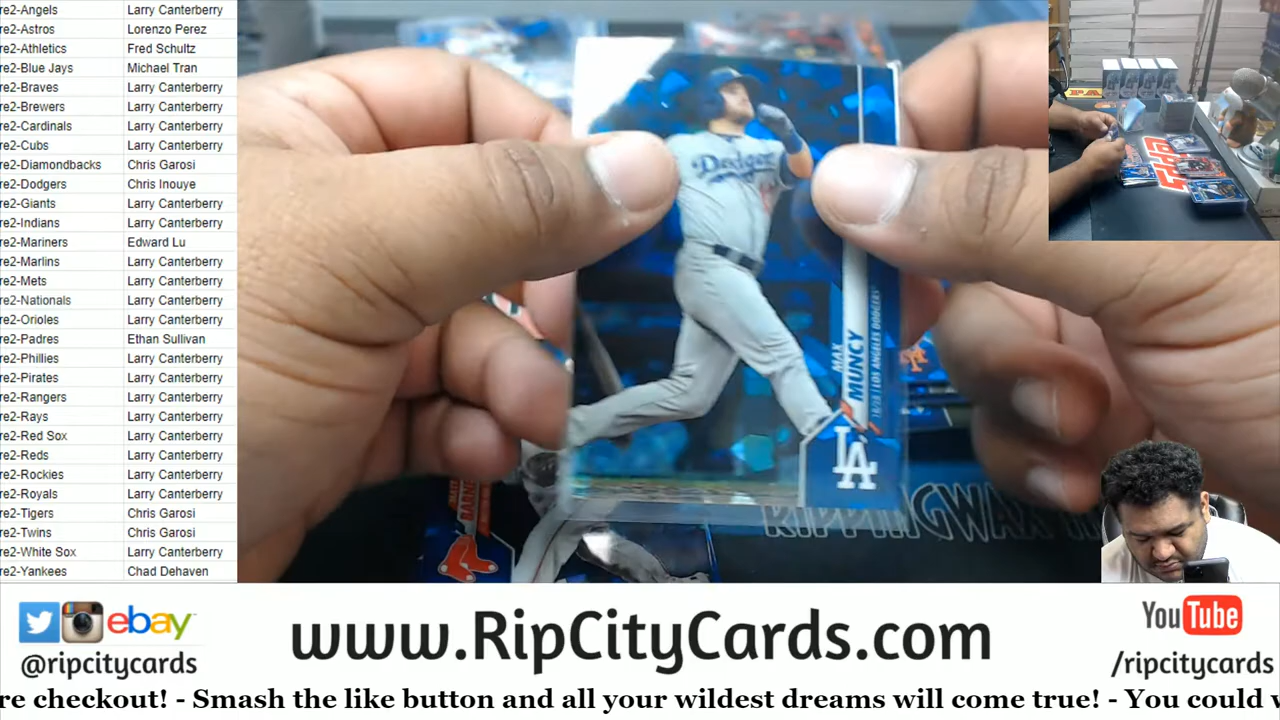 re2-Angels Larry Canterberry
re2-Astros Lorenzo Perez
re2-Athletics Fred Schultz
re2-Blue Jays Michael Tran
re2-Braves Larry Canterberry
re2-Brewers Larry Canterberry
re2-Cardinals Larry Canterberry
re2-Cubs Larry Canterberry
re2-Diamondbacks Chris Garosi
re2-Dodgers Chris Inouye
re2-Giants Larry Canterberry
re2-Indians Larry Canterberry
re2-Mariners Edward Lu
re2-Marlins Larry Canterberry
re2-Mets Larry Canterberry
re2-Nationals Larry Canterberry
re2-Orioles Larry Canterberry
re2-Padres Ethan Sullivan
re2-Phillies Larry Canterberry
re2-Pirates Larry Canterberry
re2-Rangers Larry Canterberry
re2-Rays Larry Canterberry
re2-Red Sox Larry Canterberry
re2-Reds Larry Canterberry
re2-Rockies Larry Canterberry
re2-Royals Larry Canterberry
re2-Tigers Chris Garosi
re2-Twins Chris Garosi
re2-White Sox Larry Canterberry
re2-Yankees Chad Dehaven
Dodgers
MAX
MUNCY
LOS ANGELES DODGERS
LA
topps
ebay
@ripcitycards
www.RipCityCards.com
YouTube
/ripcitycards
re checkout! - Smash the like button and all your wildest dreams will come true! - You could w